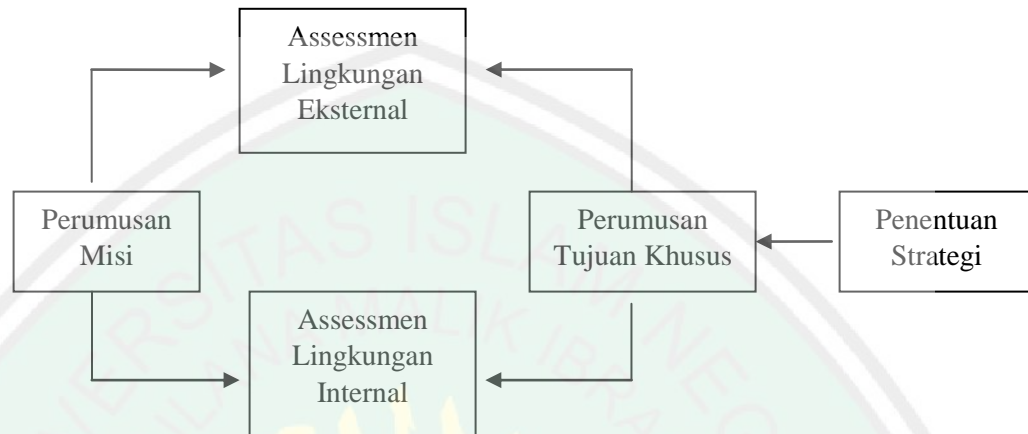 Assessmen
Lingkungan
Eksternal
Perumusan
Misi
Perumusan
Tujuan Khusus
Penentuan
Strategi
Assessmen
Lingkungan
Internal